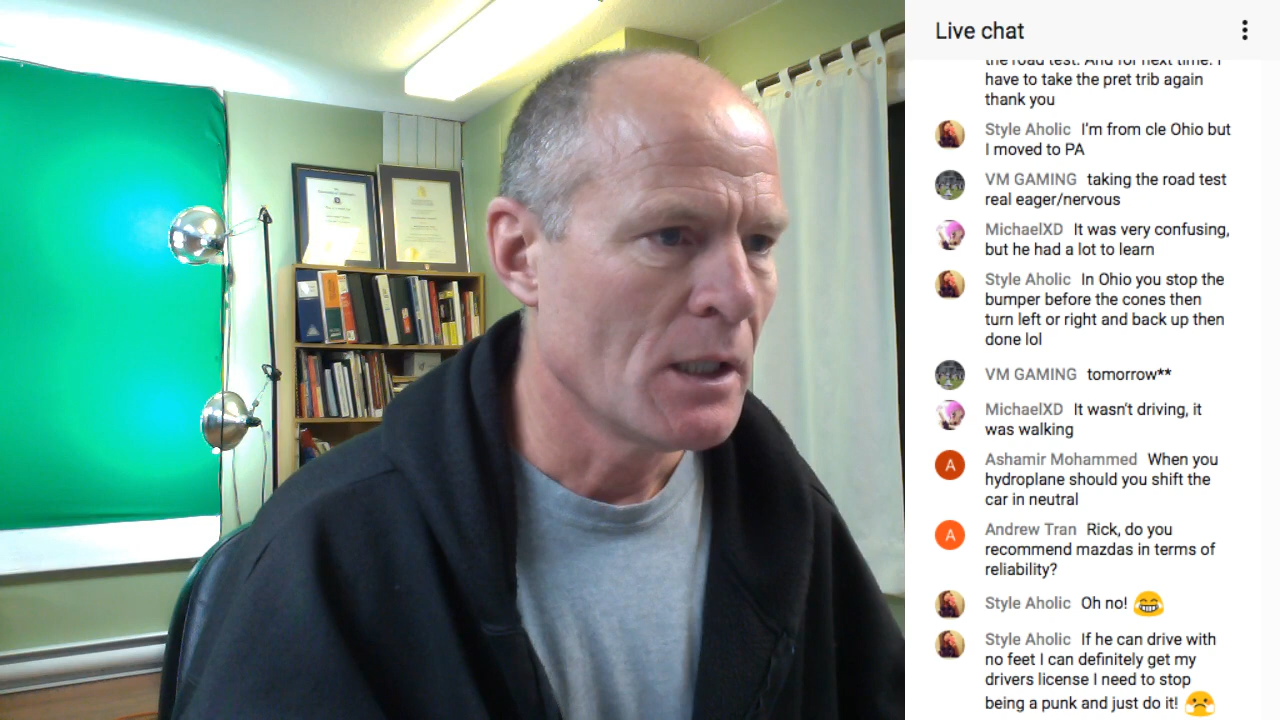 Live chat
the road test. And for next time. I
have to take the pret trib again
thank you
Style Aholic I'm from cle Ohio but
I moved to PA
VM GAMING taking the road test
real eager/nervous
MichaelXD It was very confusing,
but he had a lot to learn
Style Aholic In Ohio you stop the
bumper before the cones then
turn left or right and back up then
done lol
VM GAMING tomorrow**
MichaelXD It wasn't driving, it
was walking
A Ashamir Mohammed When you
hydroplane should you shift the
car in neutral
A Andrew Tran Rick, do you
recommend mazdas in terms of
reliability?
Style Aholic Oh no! 😂
Style Aholic If he can drive with
no feet I can definitely get my
drivers license I need to stop
being a punk and just do it! 😤